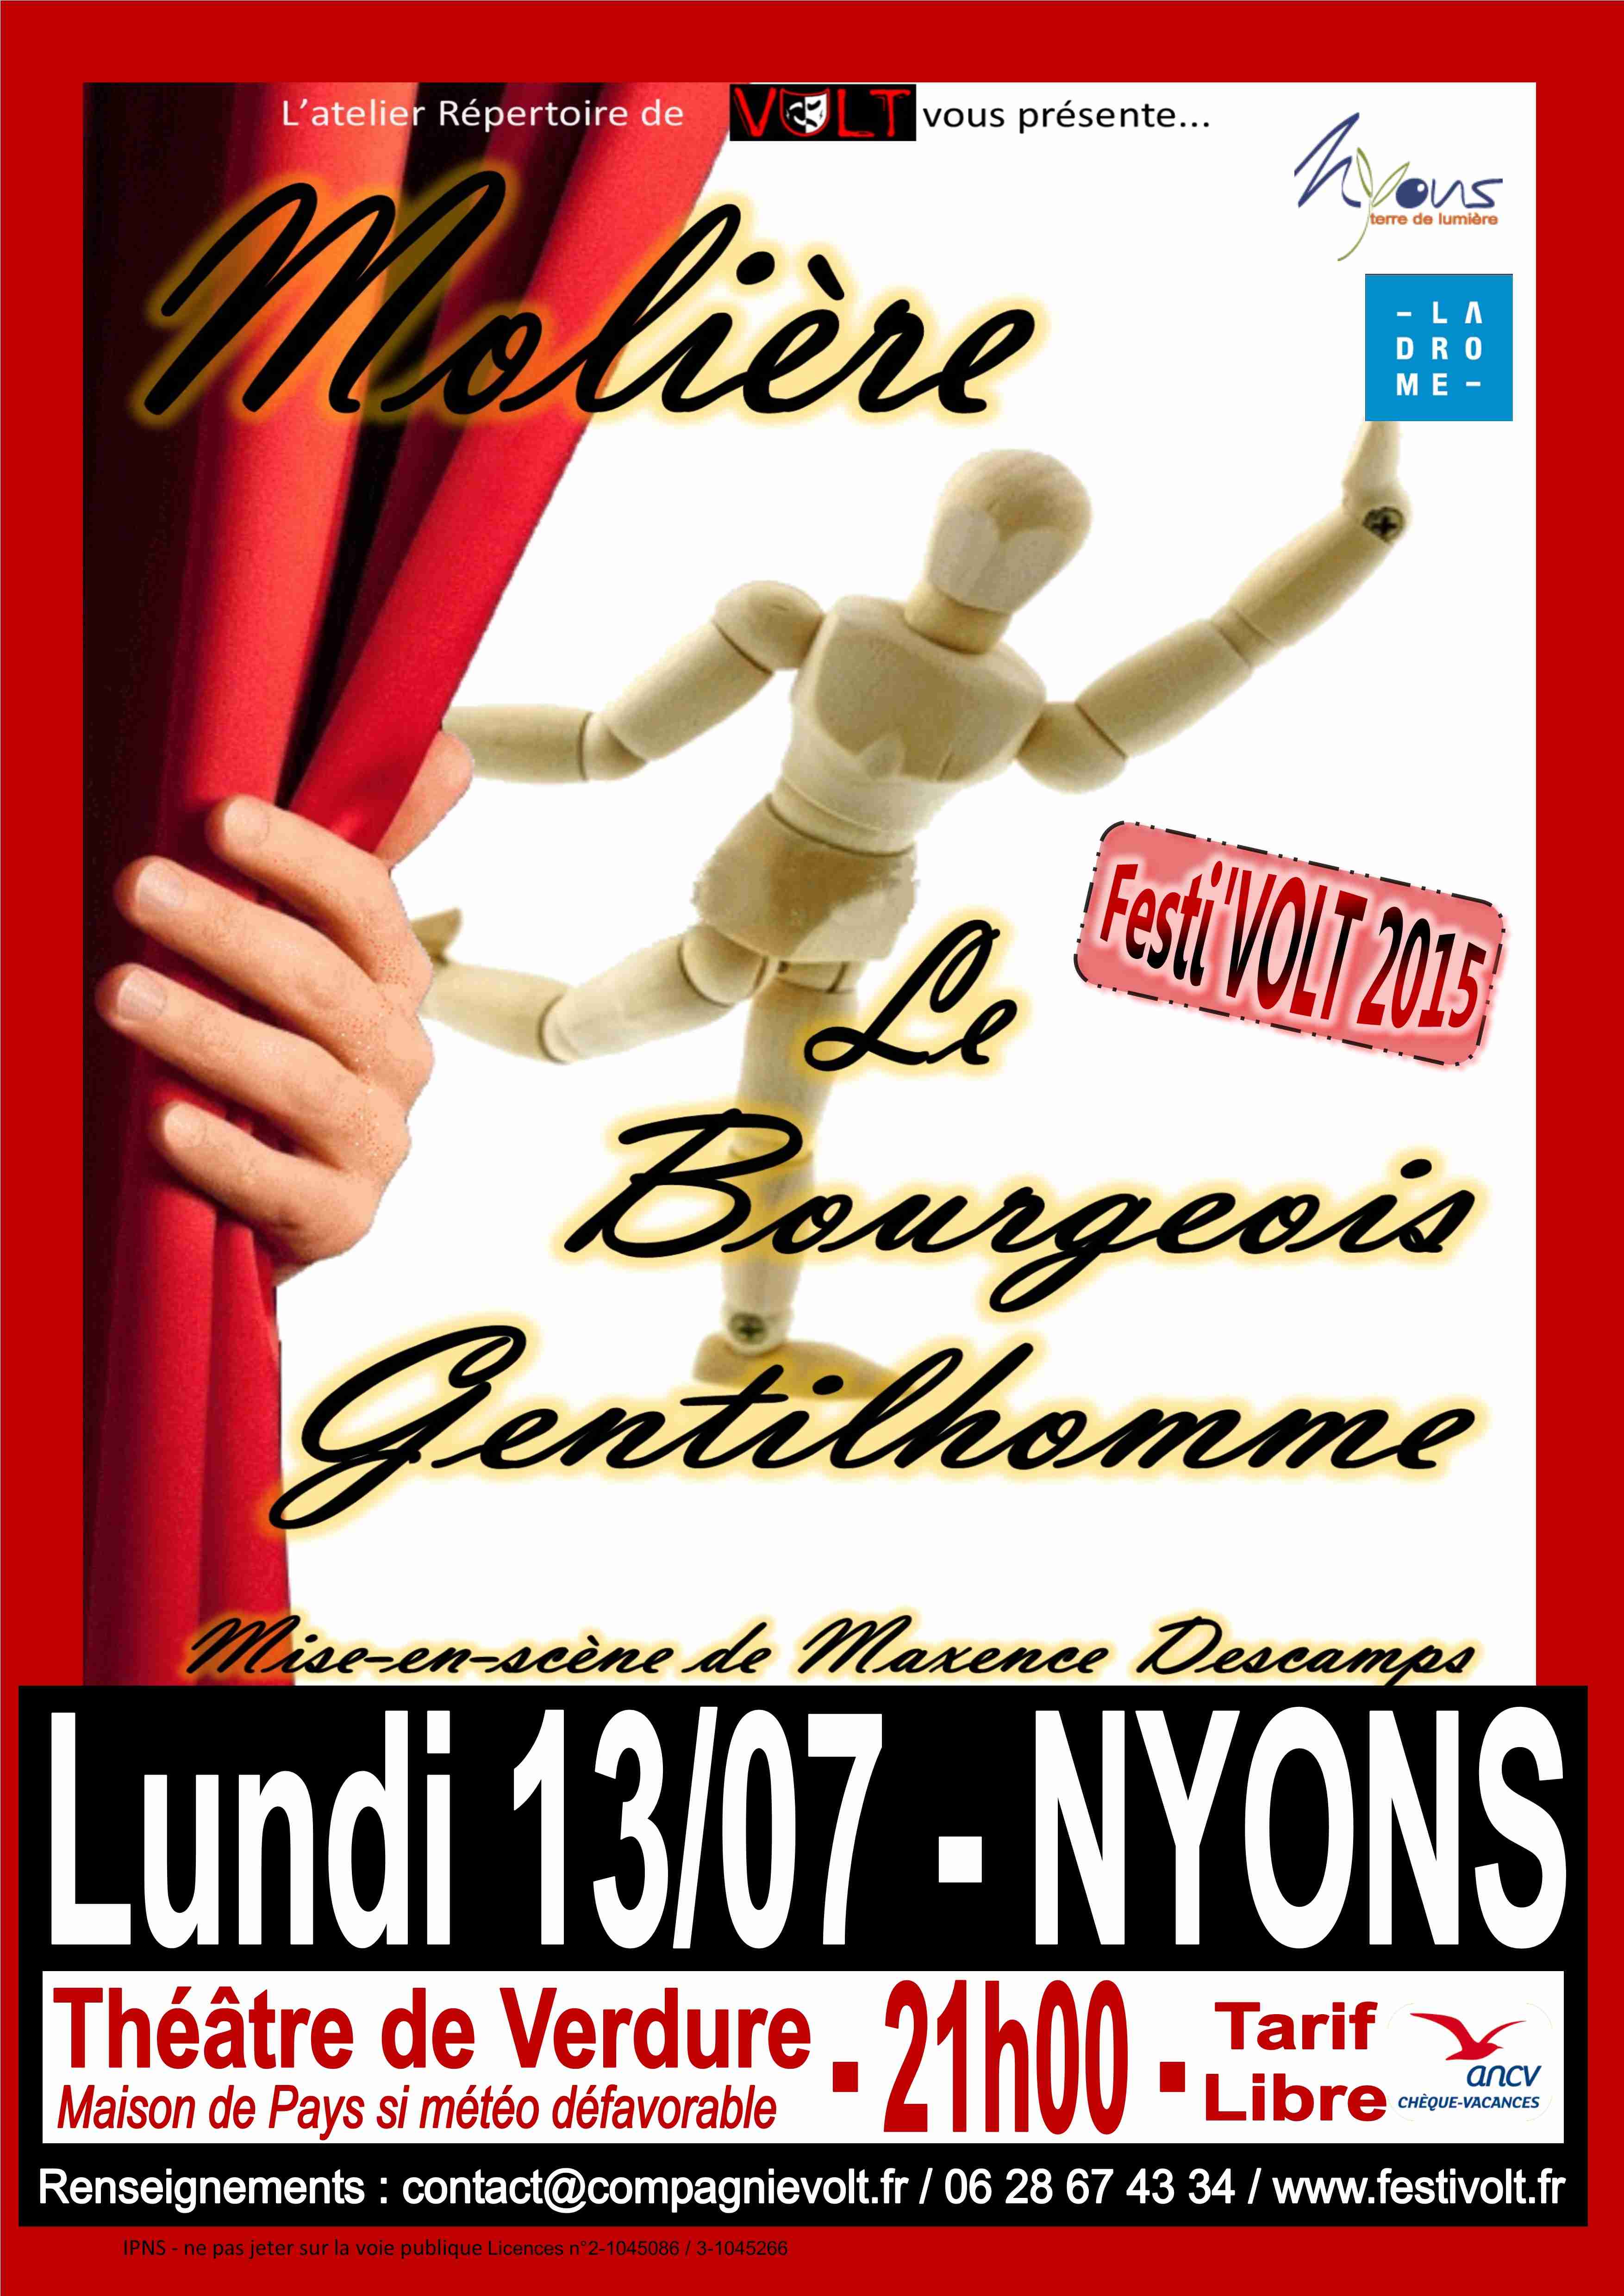 L'atelier Répertoire de VOLT vous présente...
Nyons
terre de lumière
Molière
- L A
D R O
M E -
Festi'VOLT 2015
Le
Bourgeois
Gentilhomme
Mise-en-scène de Maxence Descamps
Lundi 13/07 - NYONS
Théâtre de Verdure - 21h00 - Tarif Libre
Maison de Pays si météo défavorable
ancv
CHÈQUE-VACANCES
Renseignements : contact@compagnievolt.fr / 06 28 67 43 34 / www.festivolt.fr
IPNS - ne pas jeter sur la voie publique Licences n°2-1045086 / 3-1045266